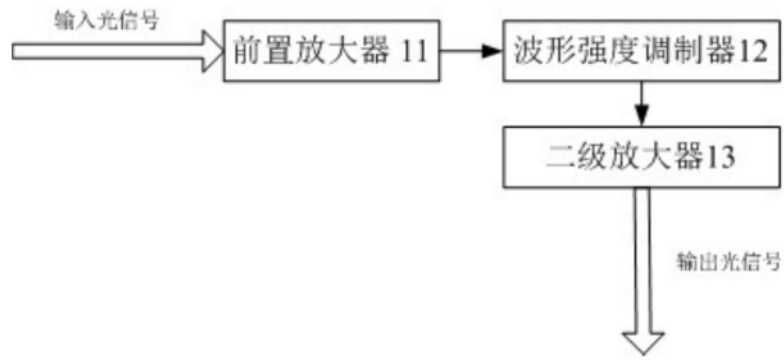 输入光信号
前置放大器 11
波形强度调制器12
二级放大器13
输出光信号